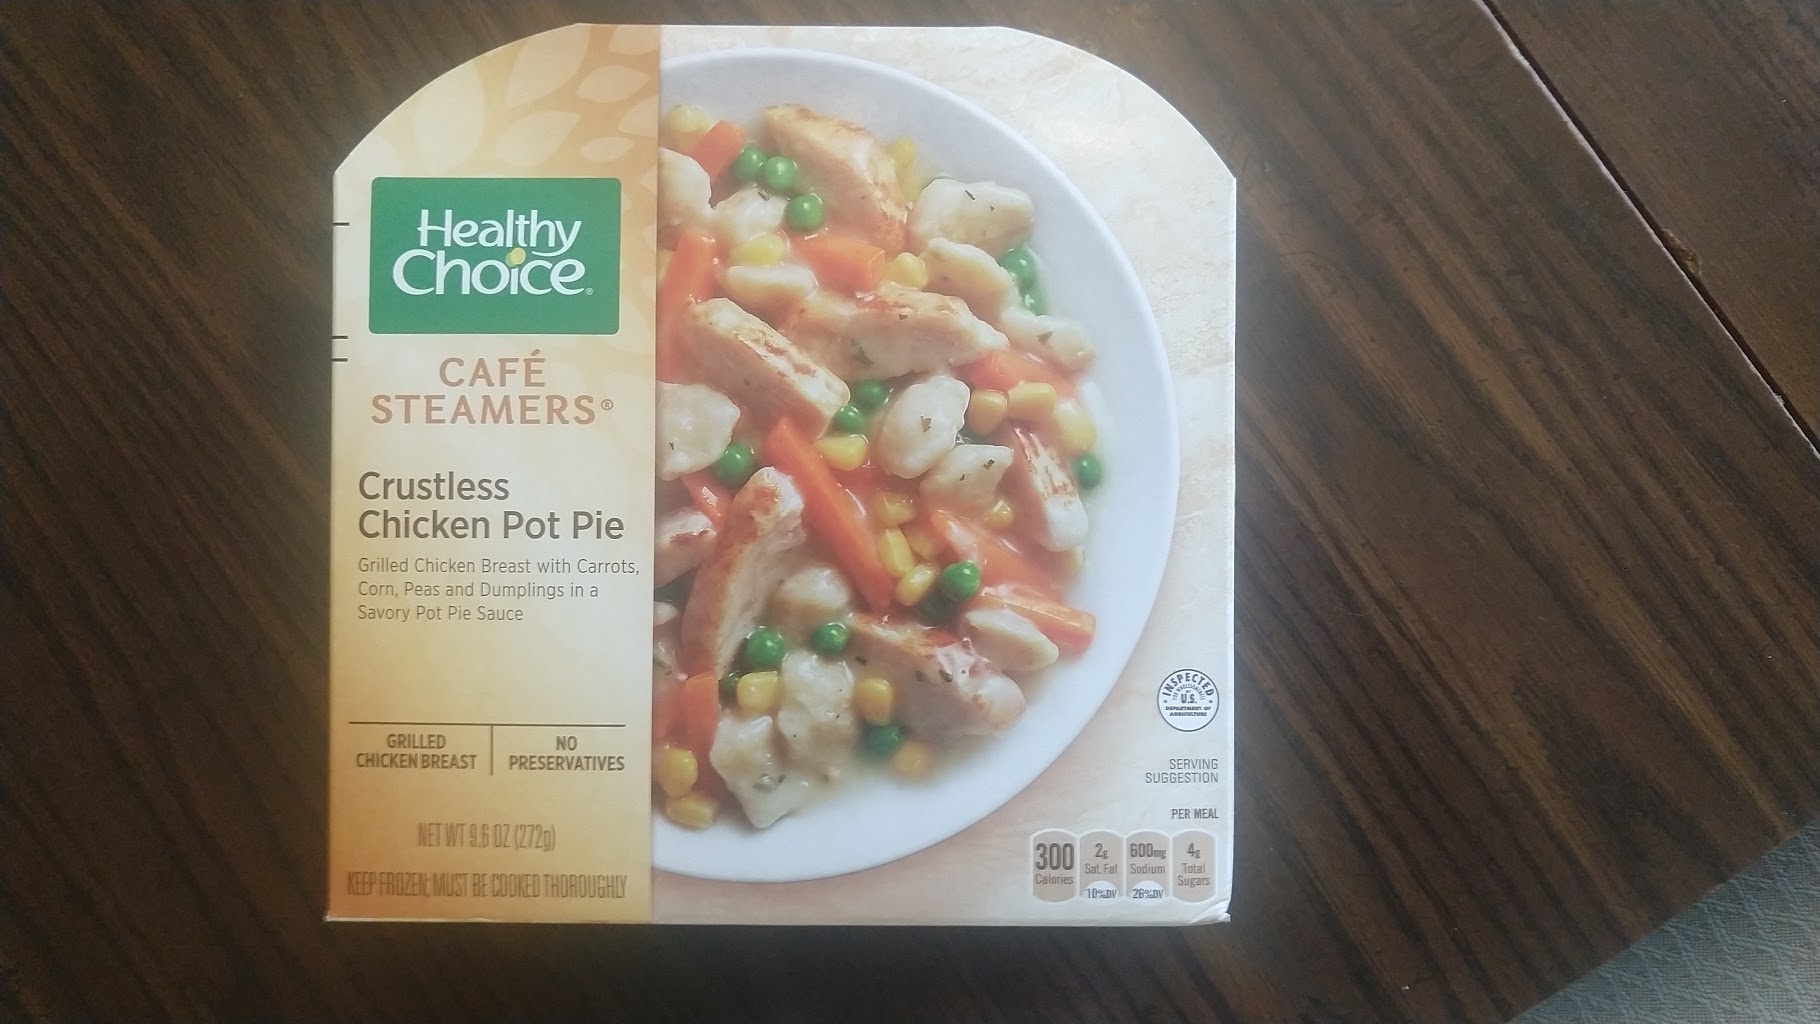 Healthy
Choice®
CAFÉ
STEAMERS®
Crustless
Chicken Pot Pie
Grilled Chicken Breast with Carrots,
Corn, Peas and Dumplings in a
Savory Pot Pie Sauce
GRILLED
CHICKEN BREAST
NO
PRESERVATIVES
NET WT 9.6 OZ (272g)
KEEP FROZEN; MUST BE COOKED THOROUGHLY
INSPECTED
U.S.
DEPARTMENT OF
AGRICULTURE
SERVING
SUGGESTION
PER MEAL
300
Calories
2g
Sat. Fat
10% DV
600mg
Sodium
26% DV
4g
Total
Sugars